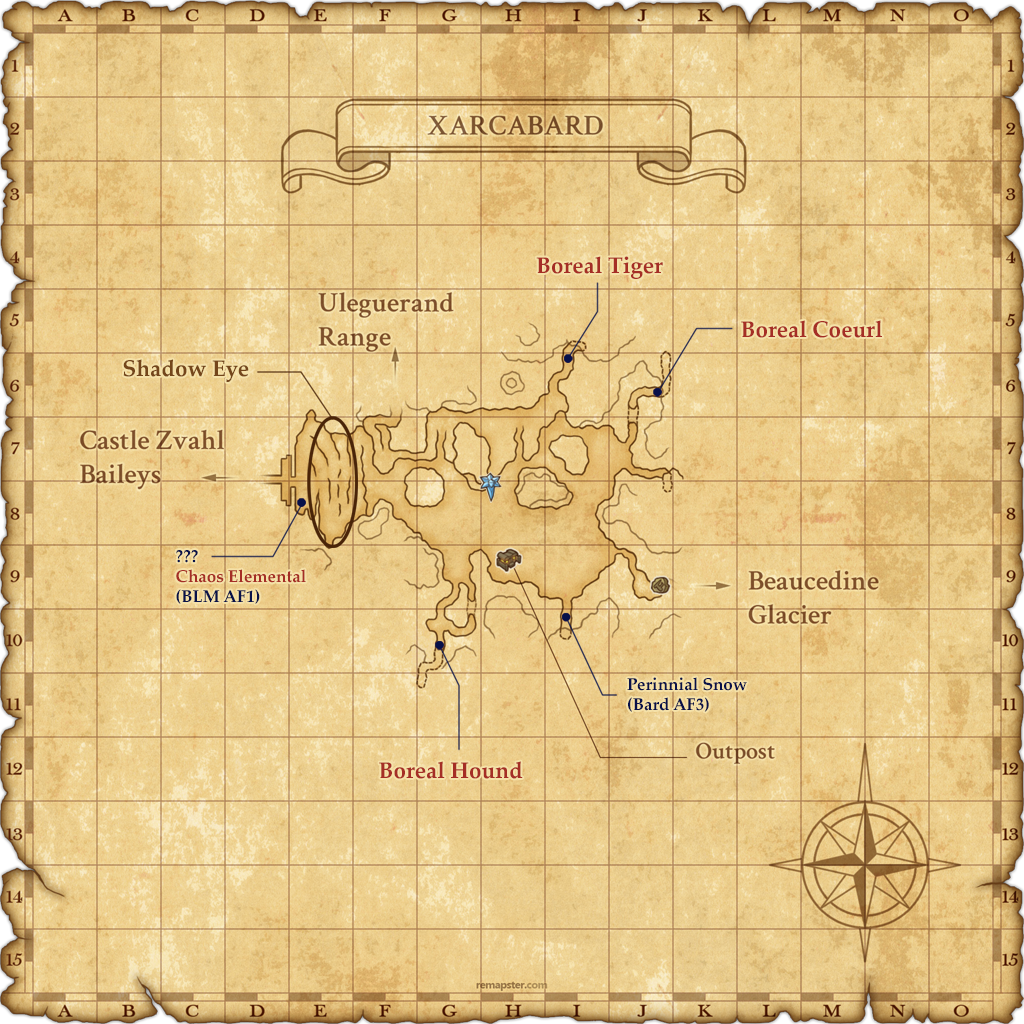 A B C D E F G H I J K L M N O
1 1
2 2
XARCABARD
3 3
4 4
Boreal Tiger
Uleguerand
Range
5 5
Boreal Coeurl
Shadow Eye
6 6
Castle Zvahl
Baileys
7 7
8 8
???
Chaos Elemental
(BLM AF1)
9 9
Beaucedine
Glacier
10 10
Perinnial Snow
(Bard AF3)
11 11
Outpost
12 12
Boreal Hound
13 13
14 14
15 15
remapster.com
A B C D E F G H I J K L M N O